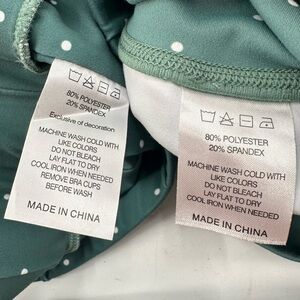 80% POLYESTER
20% SPANDEX
Exclusive of decoration
MACHINE WASH COLD WITH
LIKE COLORS
DO NOT BLEACH
LAY FLAT TO DRY
COOL IRON WHEN NEEDED
REMOVE BRA CUPS
BEFORE WASH
MADE IN CHINA
80% POLYESTER
20% SPANDEX
MACHINE WASH COLD WITH
LIKE COLORS
DO NOT BLEACH
LAY FLAT TO DRY
COOL IRON WHEN NEEDED
MADE IN CHINA